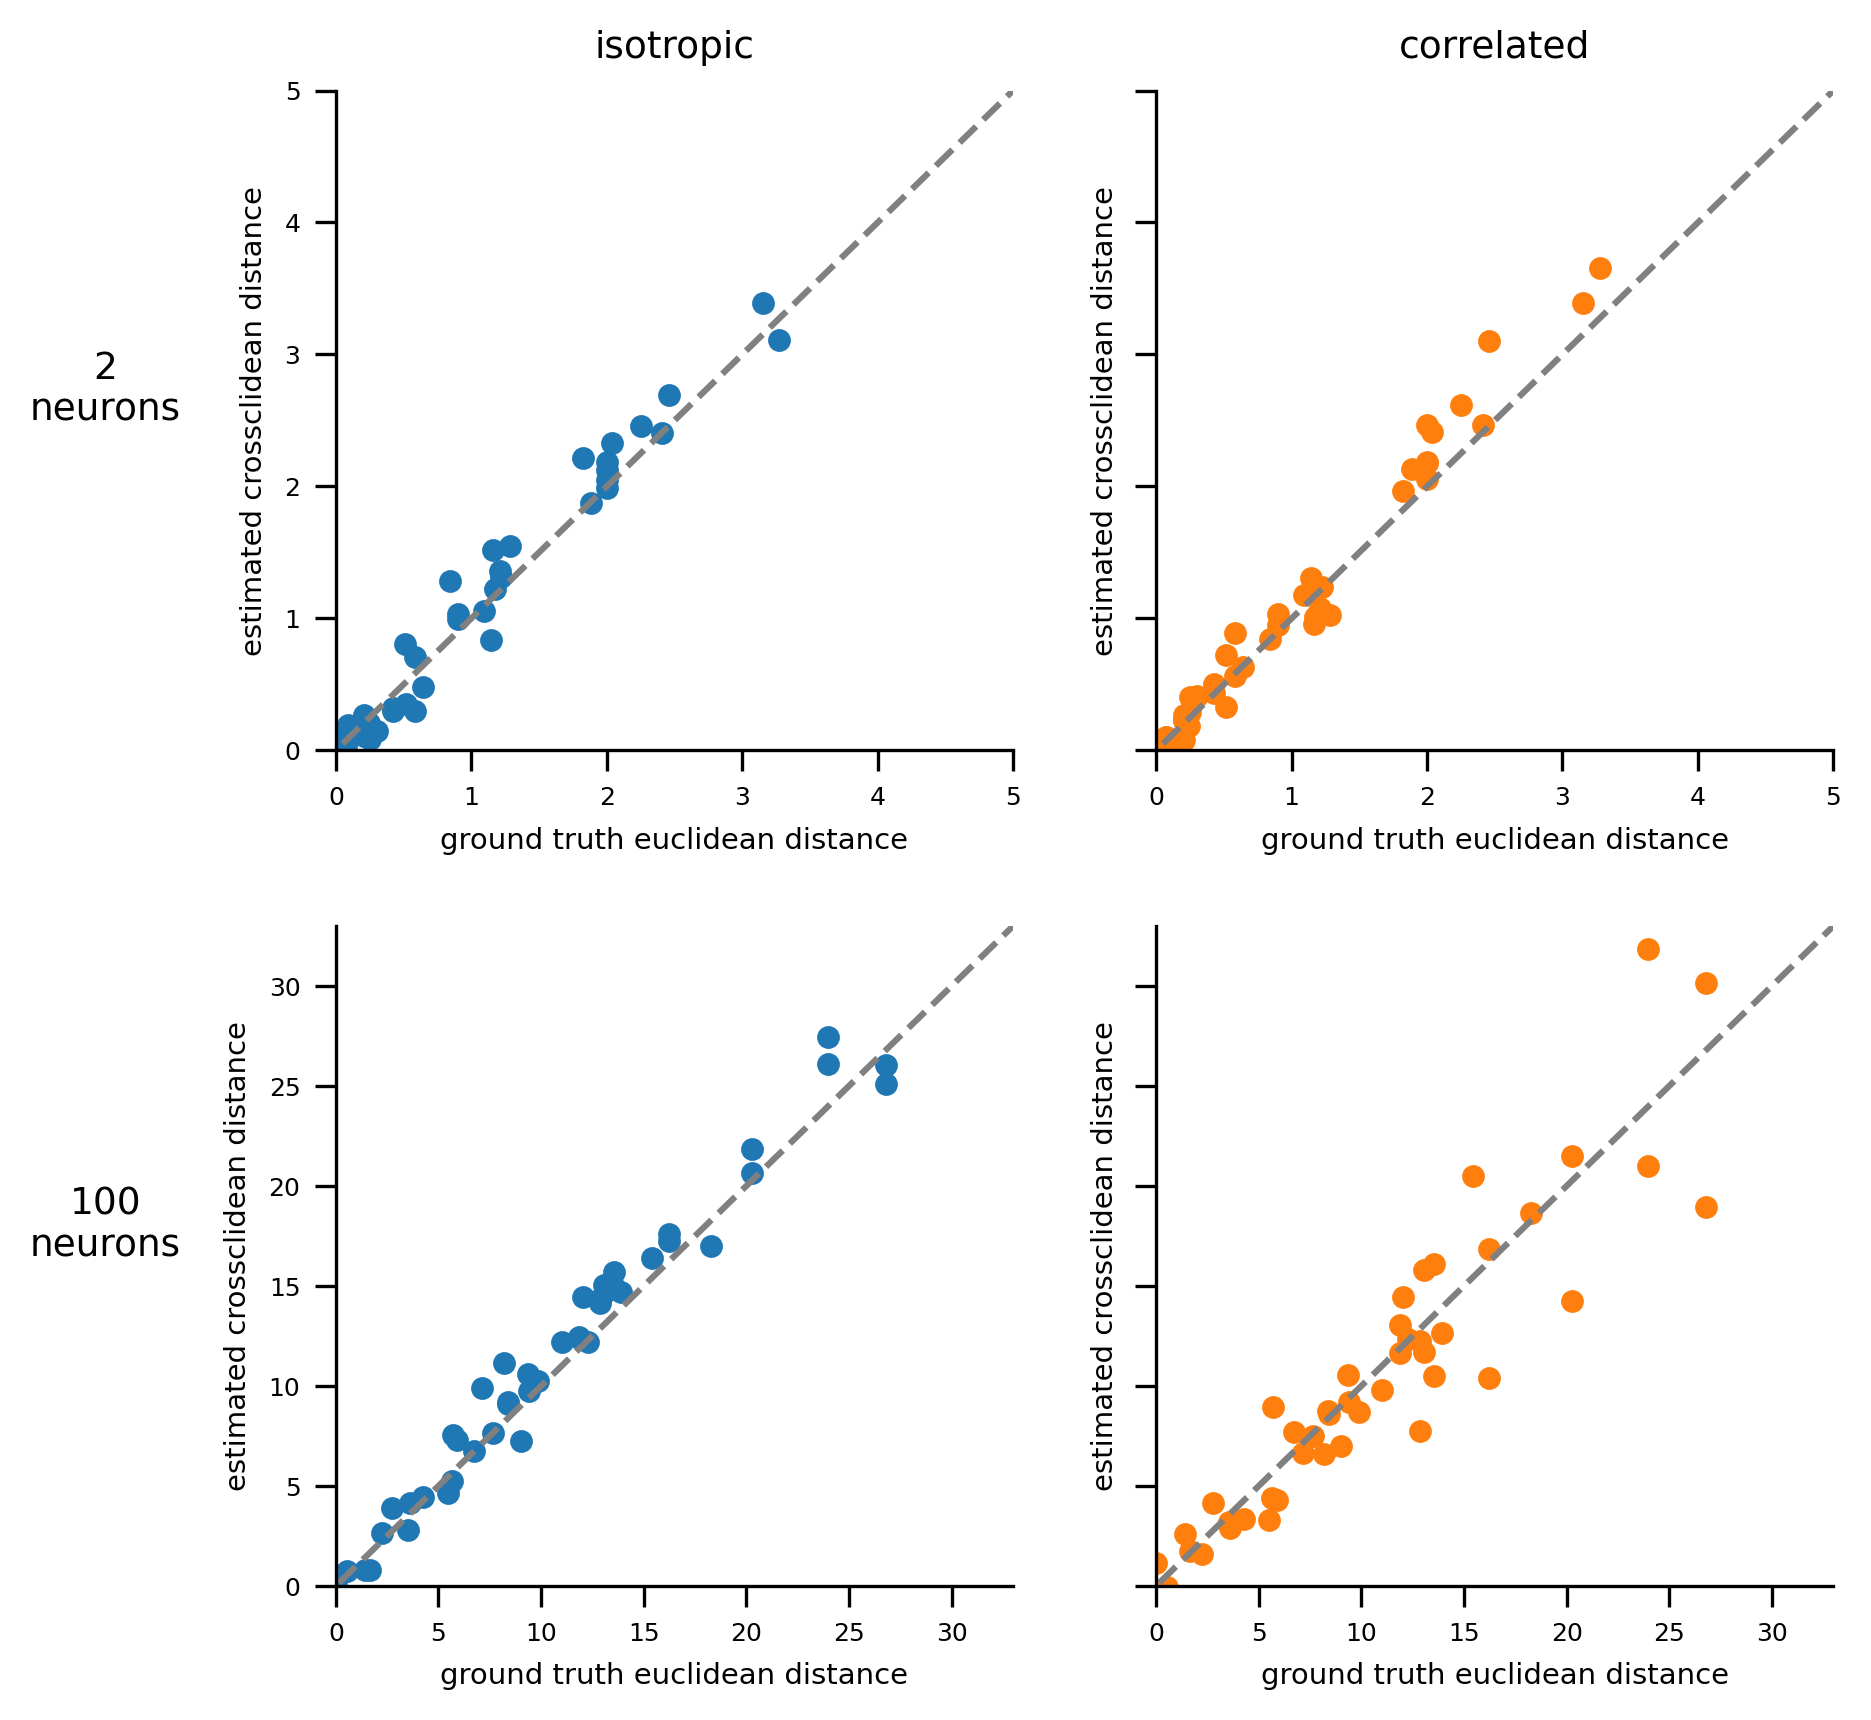 isotropic
correlated
2
neurons
estimated crossclidean distance
5
4
3
2
1
0
0 1 2 3 4 5
ground truth euclidean distance
estimated crossclidean distance
0 1 2 3 4 5
ground truth euclidean distance
100
neurons
estimated crossclidean distance
30
25
20
15
10
5
0
0 5 10 15 20 25 30
ground truth euclidean distance
estimated crossclidean distance
0 5 10 15 20 25 30
ground truth euclidean distance